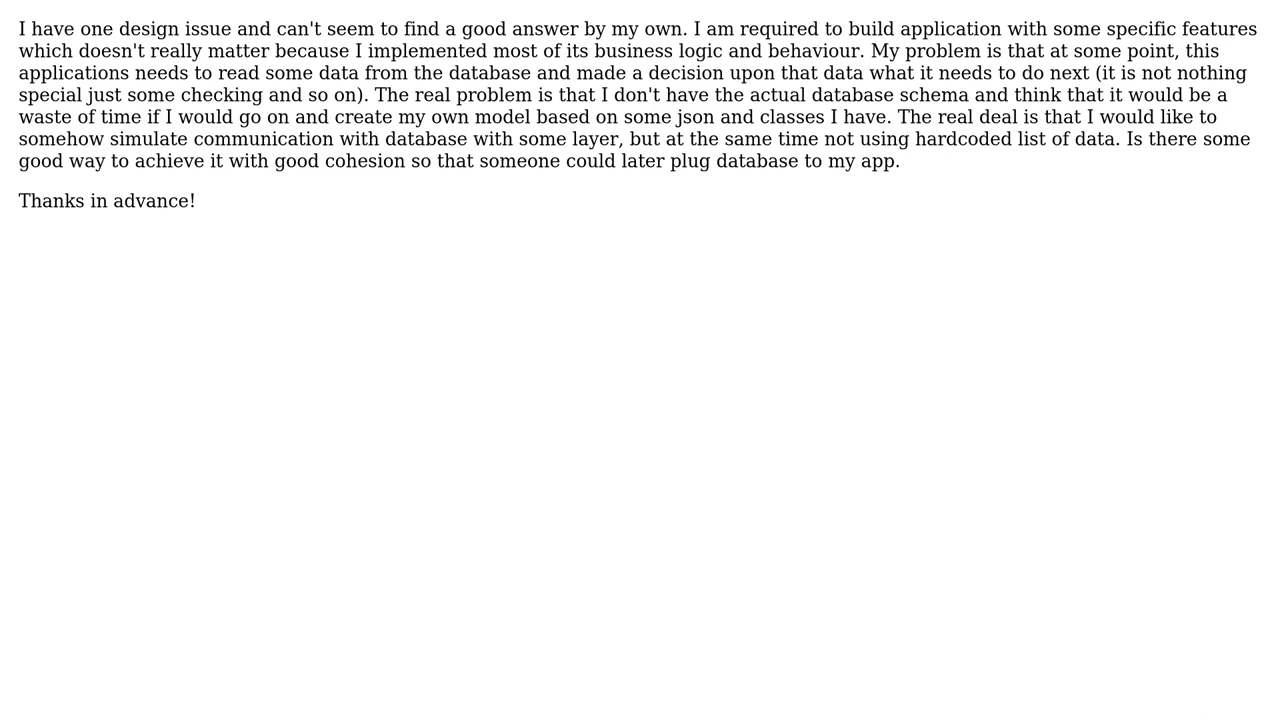 I have one design issue and can't seem to find a good answer by my own. I am required to build application with some specific features
which doesn't really matter because I implemented most of its business logic and behaviour. My problem is that at some point, this
applications needs to read some data from the database and made a decision upon that data what it needs to do next (it is not nothing
special just some checking and so on). The real problem is that I don't have the actual database schema and think that it would be a
waste of time if I would go on and create my own model based on some json and classes I have. The real deal is that I would like to
somehow simulate communication with database with some layer, but at the same time not using hardcoded list of data. Is there some
good way to achieve it with good cohesion so that someone could later plug database to my app.
Thanks in advance!